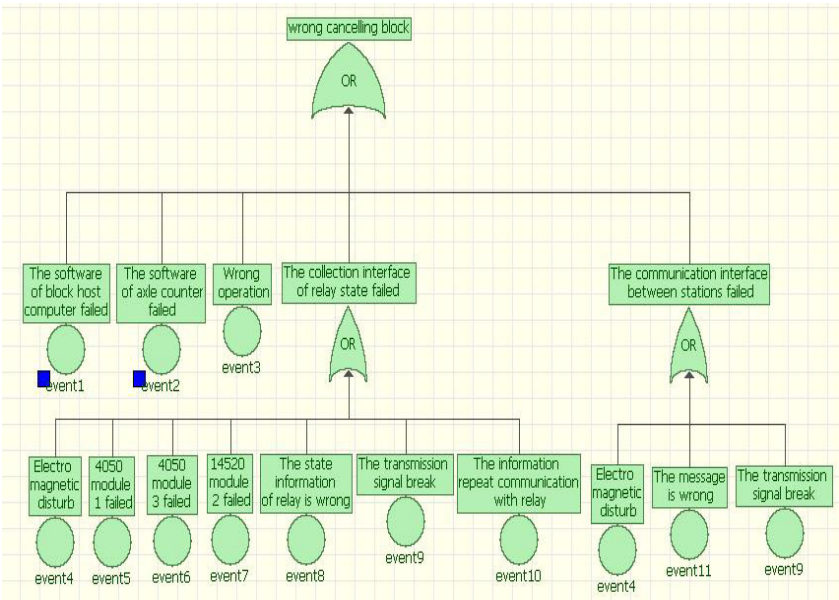 wrong cancelling block
OR
The software
of block host
computer failed
event1
The software
of axle counter
failed
event2
Wrong
operation
event3
The collection interface
of relay state failed
OR
The communication interface
between stations failed
OR
Electro
magnetic
disturb
event4
4050
module
1 failed
event5
4050
module
3 failed
event6
14520
module
2 failed
event7
The state
information
of relay is wrong
event8
The transmission
signal break
event9
The information
repeat communication
with relay
event10
Electro
magnetic
disturb
event4
The message
is wrong
event11
The transmission
signal break
event9